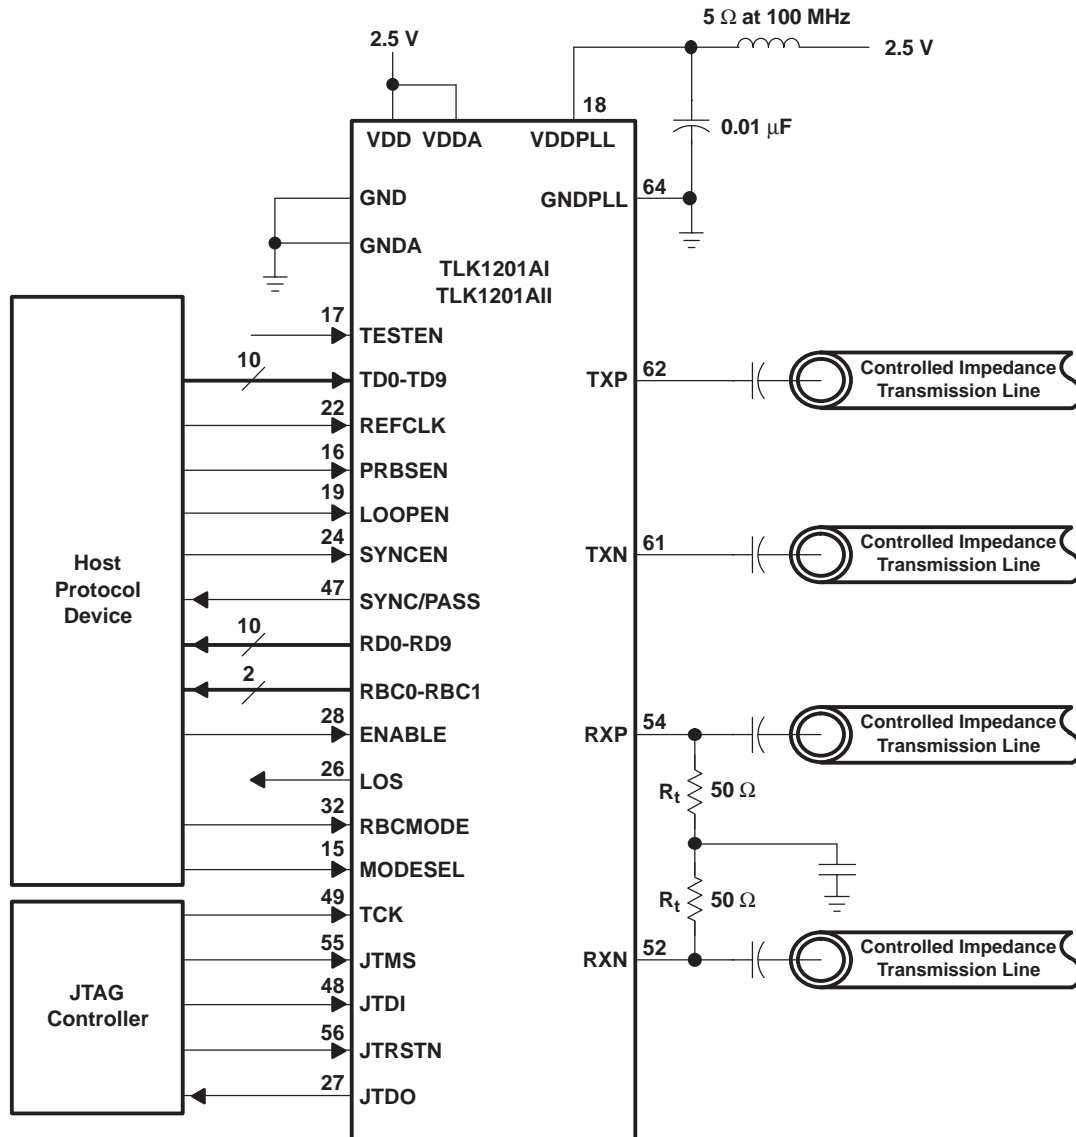 5 Ω at 100 MHz
2.5 V
2.5 V
18
0.01 μF
VDD VDDA VDDPLL
GND
GNDPLL
64
GNDA
TLK1201AI
TLK1201AII
17
TESTEN
10
TD0-TD9
22
REFCLK
16
PRBSEN
19
LOOPEN
24
SYNCEN
47
SYNC/PASS
10
RD0-RD9
2
RBC0-RBC1
28
ENABLE
26
LOS
32
RBCMODE
15
MODESEL
49
TCK
55
JTMS
48
JTDI
56
JTRSTN
27
JTDO
Host
Protocol
Device
JTAG
Controller
TXP
62
Controlled Impedance
Transmission Line
TXN
61
Controlled Impedance
Transmission Line
RXP
54
Controlled Impedance
Transmission Line
Rt
50 Ω
Rt
50 Ω
RXN
52
Controlled Impedance
Transmission Line